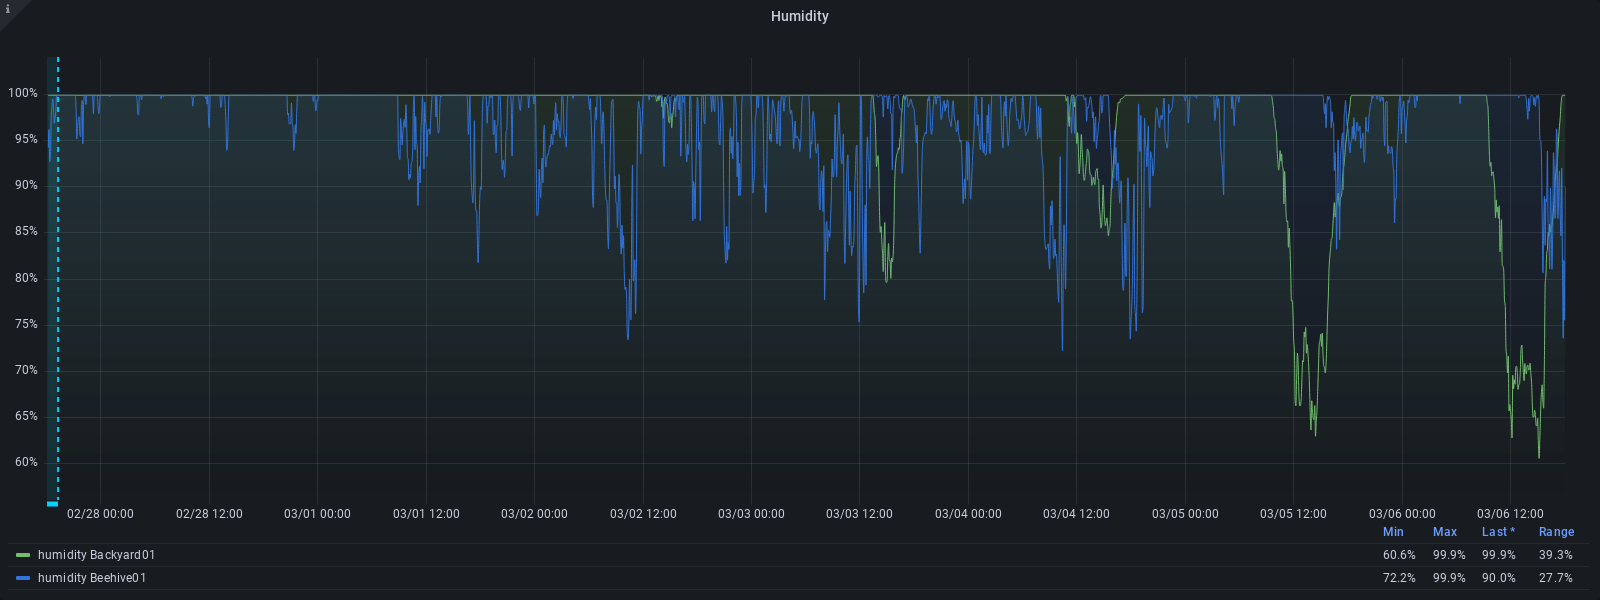 i
Humidity
100%
95%
90%
85%
80%
75%
70%
65%
60%
02/28 00:00 02/28 12:00 03/01 00:00 03/01 12:00 03/02 00:00 03/02 12:00 03/03 00:00 03/03 12:00 03/04 00:00 03/04 12:00 03/05 00:00 03/05 12:00 03/06 00:00 03/06 12:00
Min Max Last * Range
humidity Backyard01 60.6% 99.9% 99.9% 39.3%
humidity Beehive01 72.2% 99.9% 90.0% 27.7%